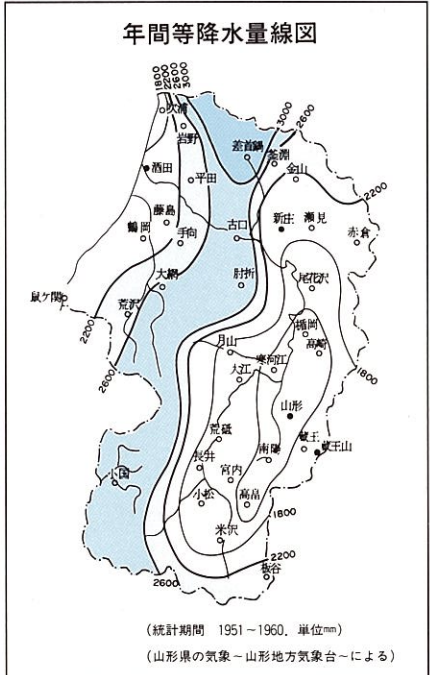 年間等降水量線図
1800
2200
2600
3000
3000
2600
吹浦
岩野
差首鍋
釜淵
金山
酒田
平田
2200
藤島
古口
新庄
瀬見
鶴岡
手向
赤倉
大網
肘折
尾花沢
鼠ケ関
荒沢
2200
楯岡
月山
寒河江
高崎
2600
大江
1800
山形
荒砥
蔵王
蔵王山
長井
南陽
小国
宮内
小松
高畠
1800
米沢
2200
板谷
2600
(統計期間 1951~1960. 単位mm)
(山形県の気象~山形地方気象台~による)